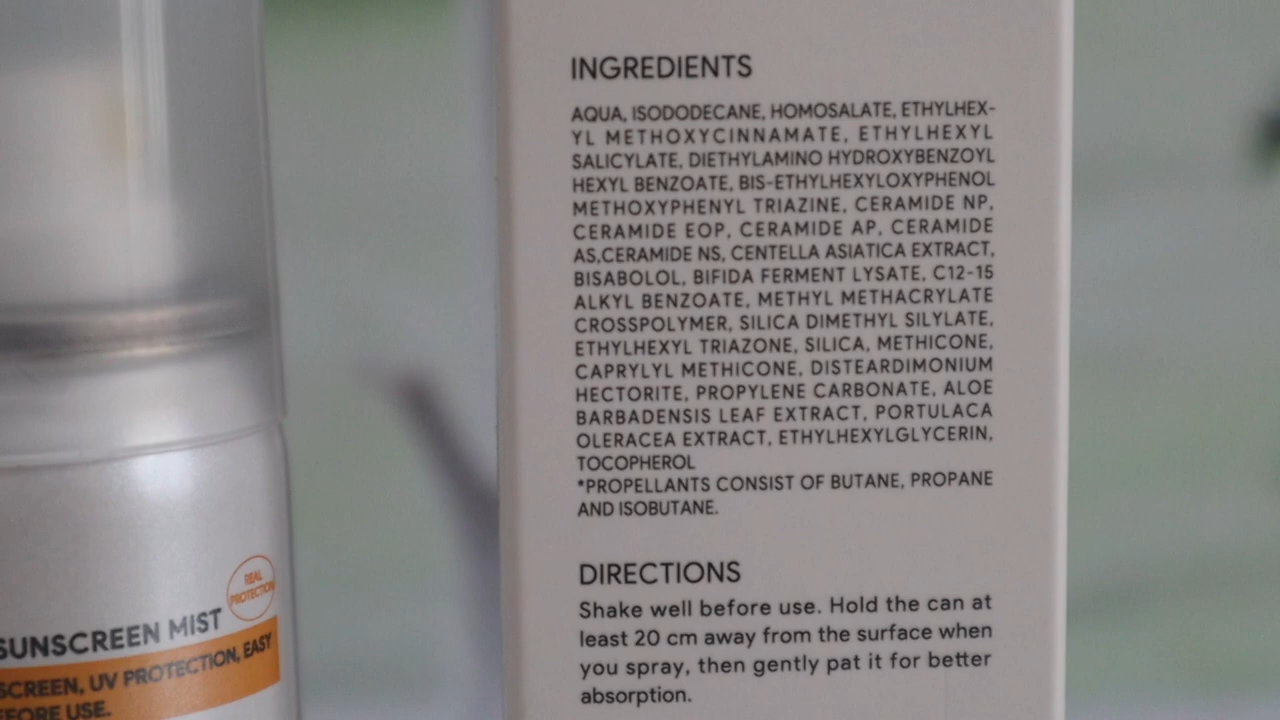 INGREDIENTS
AQUA, ISODODECANE, HOMOSALATE, ETHYLHEX-
YL METHOXYCINNAMATE, ETHYLHEXYL
SALICYLATE, DIETHYLAMINO HYDROXYBENZOYL
HEXYL BENZOATE, BIS-ETHYLHEXYLOXYPHENOL
METHOXYPHENYL TRIAZINE, CERAMIDE NP,
CERAMIDE EOP, CERAMIDE AP, CERAMIDE
AS,CERAMIDE NS, CENTELLA ASIATICA EXTRACT,
BISABOLOL, BIFIDA FERMENT LYSATE, C12-15
ALKYL BENZOATE, METHYL METHACRYLATE
CROSSPOLYMER, SILICA DIMETHYL SILYLATE,
ETHYLHEXYL TRIAZONE, SILICA, METHICONE,
CAPRYLYL METHICONE, DISTEARDIMONIUM
HECTORITE, PROPYLENE CARBONATE, ALOE
BARBADENSIS LEAF EXTRACT, PORTULACA
OLERACEA EXTRACT, ETHYLHEXYLGLYCERIN,
TOCOPHEROL
*PROPELLANTS CONSIST OF BUTANE, PROPANE
AND ISOBUTANE.
DIRECTIONS
Shake well before use. Hold the can at
least 20 cm away from the surface when
you spray, then gently pat it for better
absorption.
REAL
PROTECTION
SUNSCREEN MIST
SCREEN, UV PROTECTION, EASY
EFORE USE.